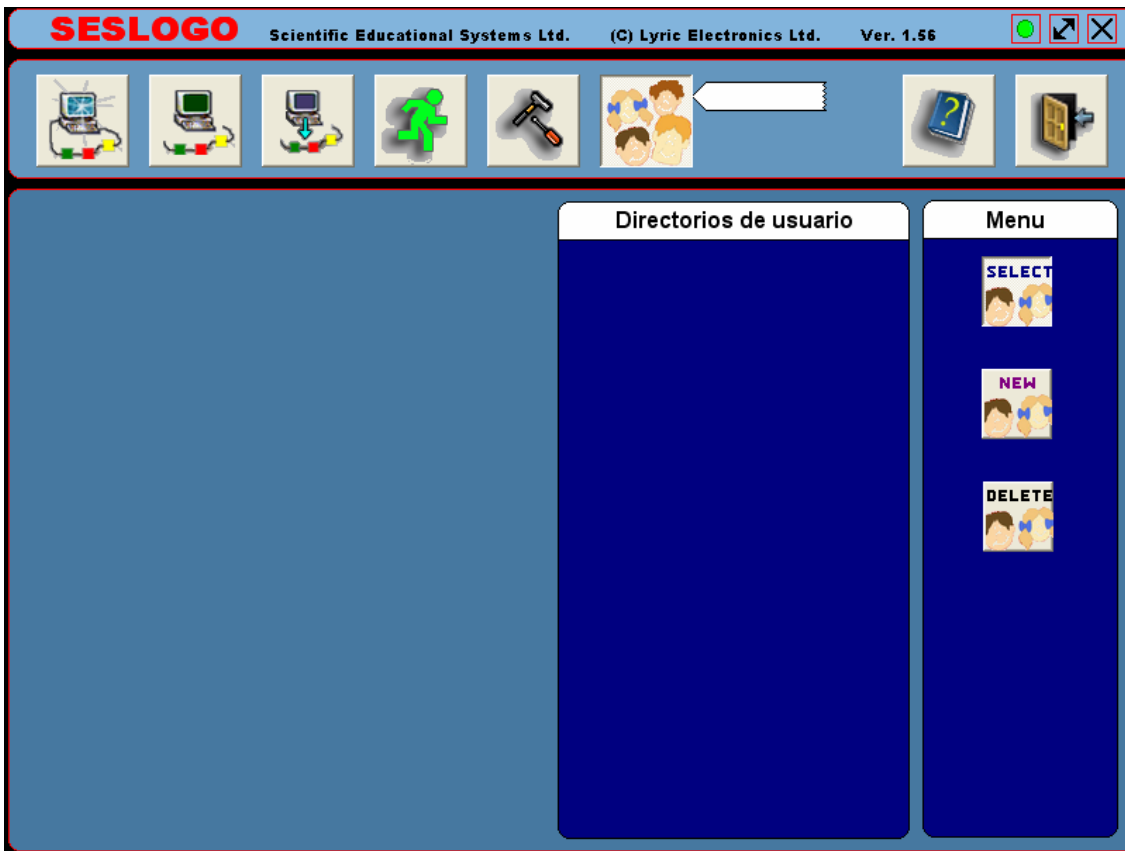 SESLOGO Scientific Educational Systems Ltd. (C) Lyric Electronics Ltd. Ver. 1.56
?
Directorios de usuario
Menu
SELECT
NEW
DELETE